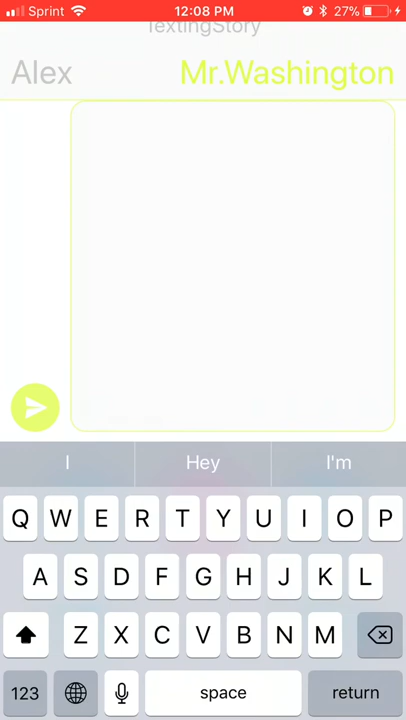 Sprint 12:08 PM 27%
TextingStory
Alex Mr.Washington
I Hey I'm
Q W E R T Y U I O P
A S D F G H J K L
Z X C V B N M
123 space return